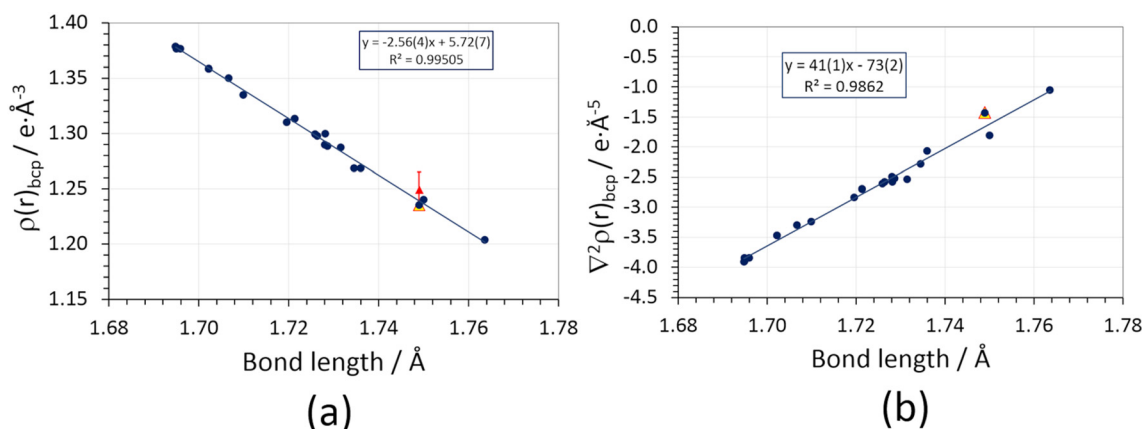 1.40
1.35
1.30
1.25
1.20
1.15
ρ(r)bcp / e·Å⁻³
y = -2.56(4)x + 5.72(7)
R² = 0.99505
1.68 1.70 1.72 1.74 1.76 1.78
Bond length / Å
(a)
0.0
-0.5
-1.0
-1.5
-2.0
-2.5
-3.0
-3.5
-4.0
-4.5
∇²ρ(r)bcp / e·Å⁻⁵
y = 41(1)x - 73(2)
R² = 0.9862
1.68 1.70 1.72 1.74 1.76 1.78
Bond length / Å
(b)